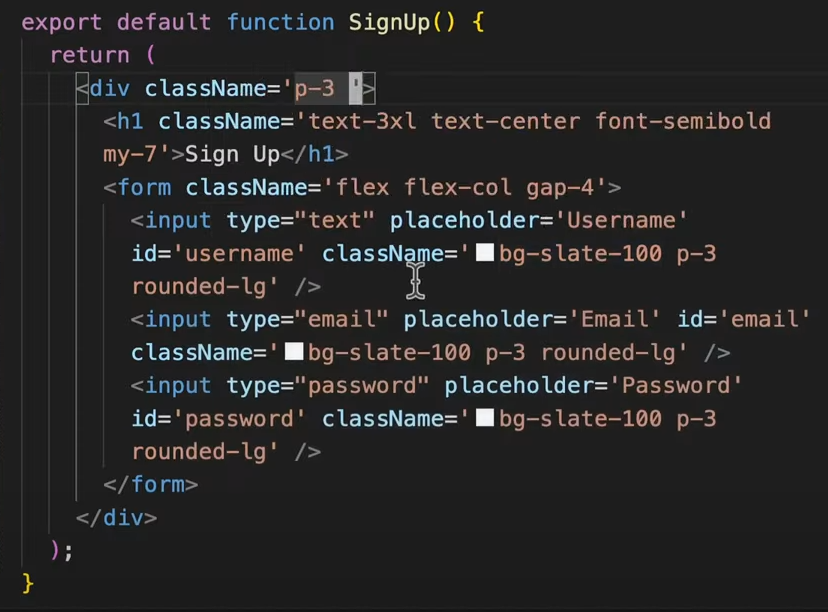 export default function SignUp() {
return (
<div className='p-3 '>
<h1 className='text-3xl text-center font-semibold
my-7'>Sign Up</h1>
<form className='flex flex-col gap-4'>
<input type="text" placeholder='Username'
id='username' className='bg-slate-100 p-3
rounded-lg' />
<input type="email" placeholder='Email' id='email'
className='bg-slate-100 p-3 rounded-lg' />
<input type="password" placeholder='Password'
id='password' className='bg-slate-100 p-3
rounded-lg' />
</form>
</div>
);
}